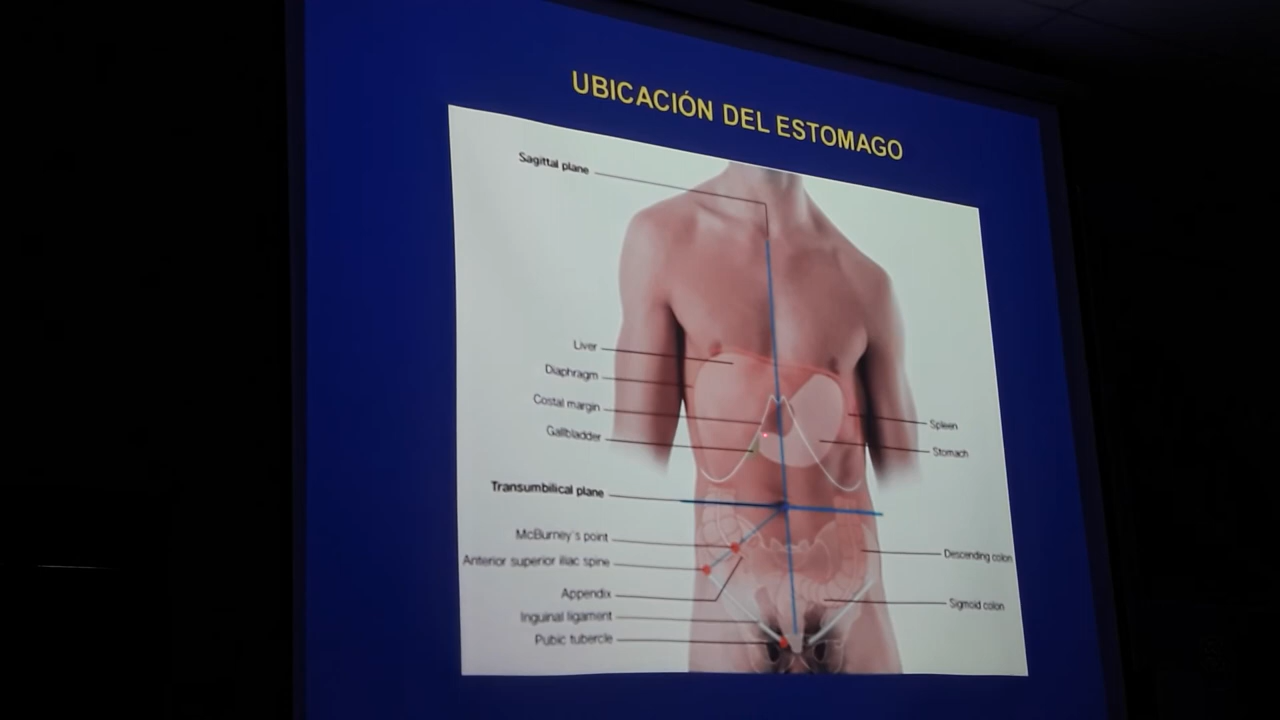 UBICACIÓN DEL ESTOMAGO
Sagittal plane
Liver
Diaphragm
Costal margin
Gallbladder
Spleen
Stomach
Transumbilical plane
McBurney's point
Anterior superior iliac spine
Appendix
Inguinal ligament
Pubic tubercle
Descending colon
Sigmoid colon